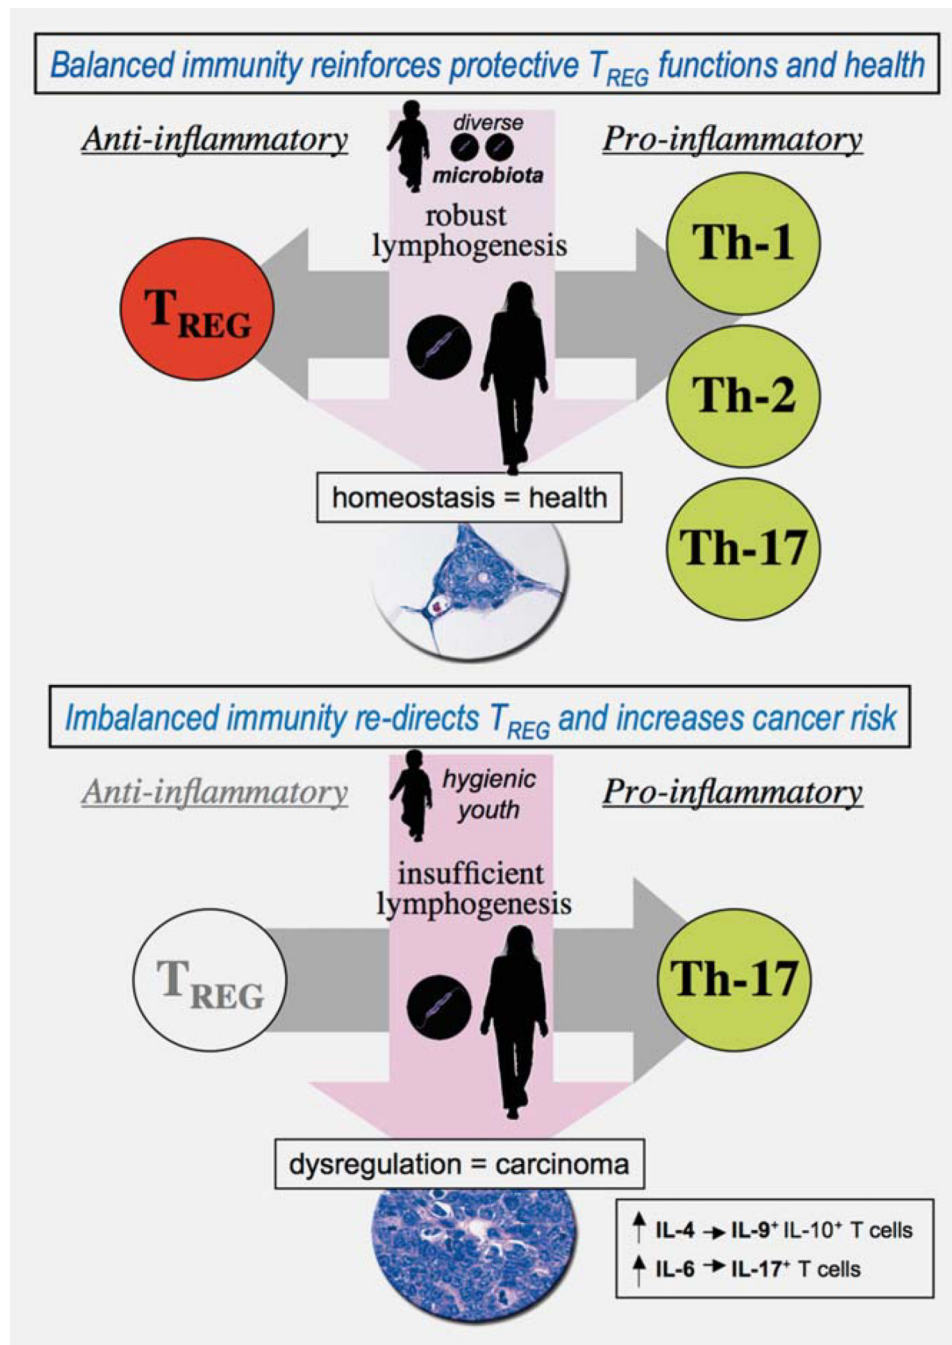 Balanced immunity reinforces protective TREG functions and health
Anti-inflammatory
diverse
microbiota
Pro-inflammatory
robust
lymphogenesis
TREG
Th-1
Th-2
Th-17
homeostasis = health
Imbalanced immunity re-directs TREG and increases cancer risk
Anti-inflammatory
hygienic
youth
Pro-inflammatory
insufficient
lymphogenesis
TREG
Th-17
dysregulation = carcinoma
↑ IL-4 → IL-9⁺ IL-10⁺ T cells
↑ IL-6 → IL-17⁺ T cells